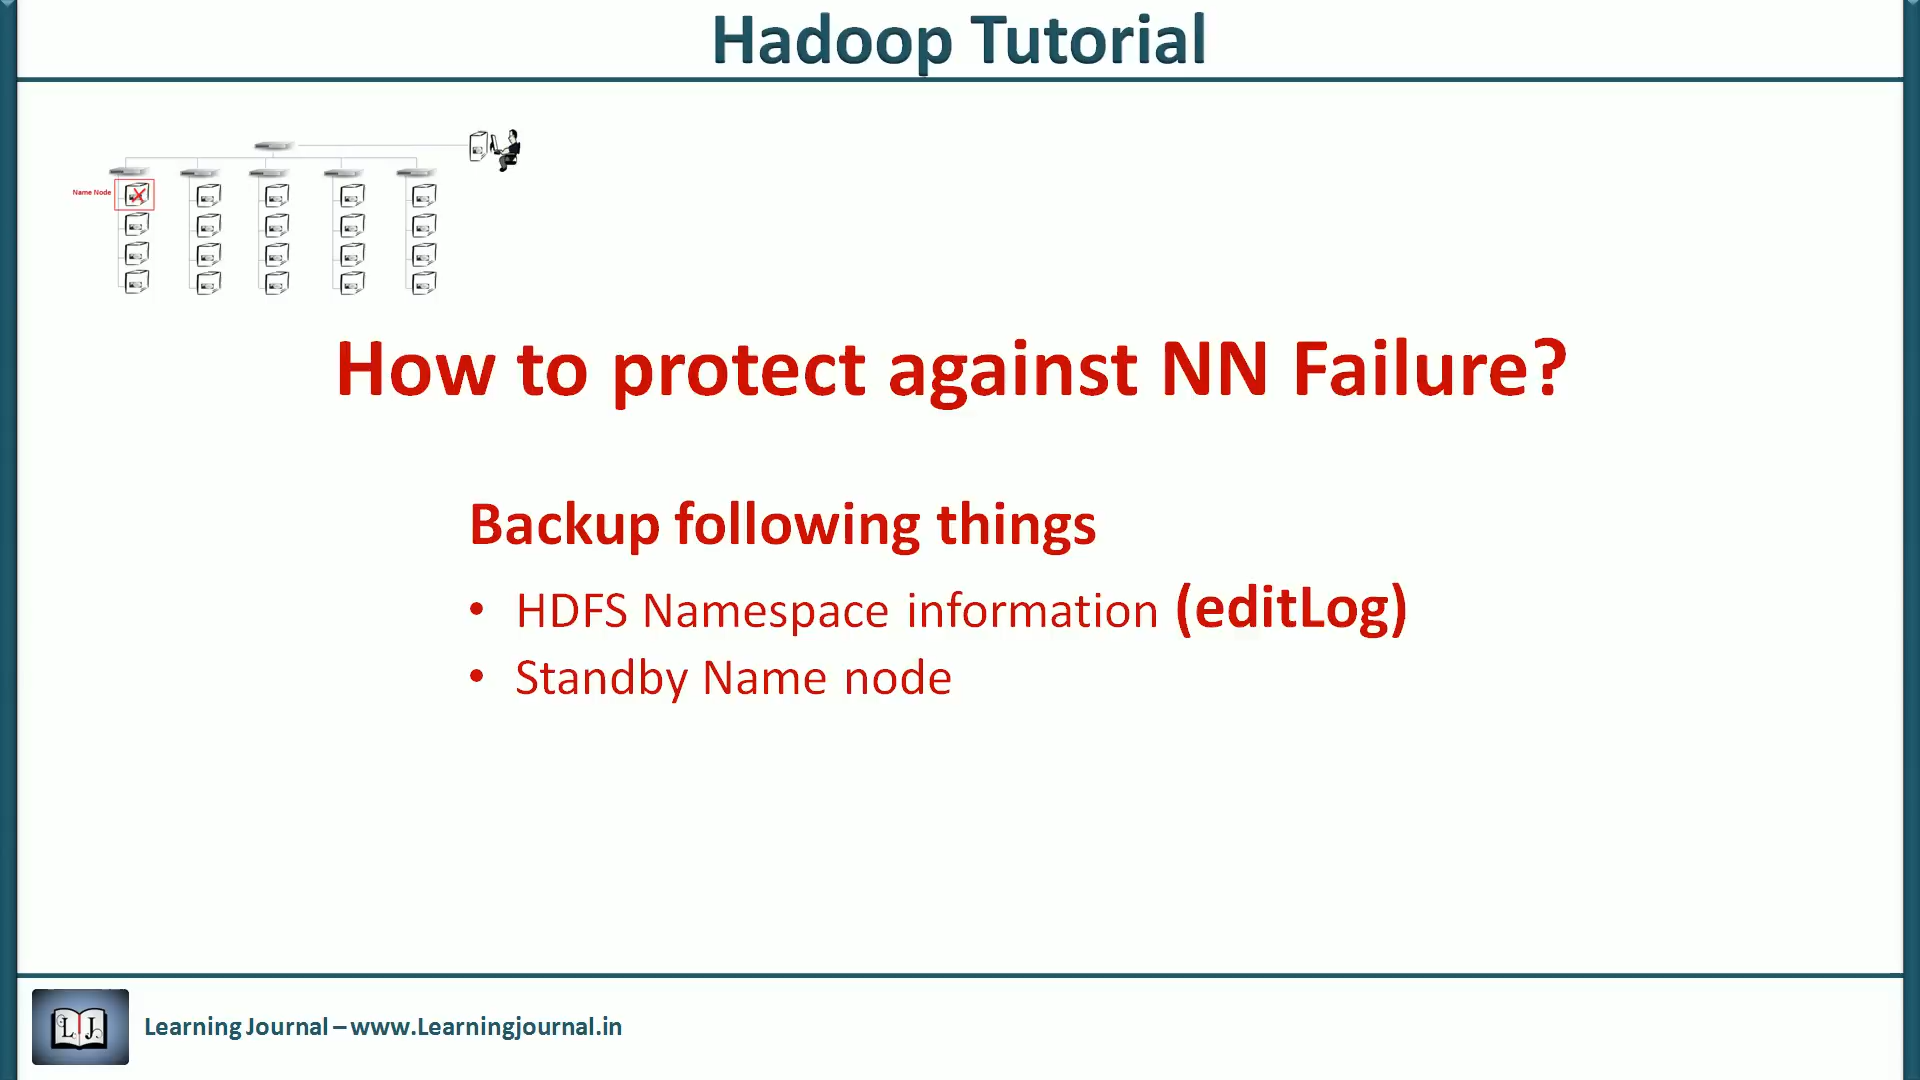 Hadoop Tutorial
Name Node
How to protect against NN Failure?
Backup following things
• HDFS Namespace information (editLog)
• Standby Name node
L J
Learning Journal – www.Learningjournal.in